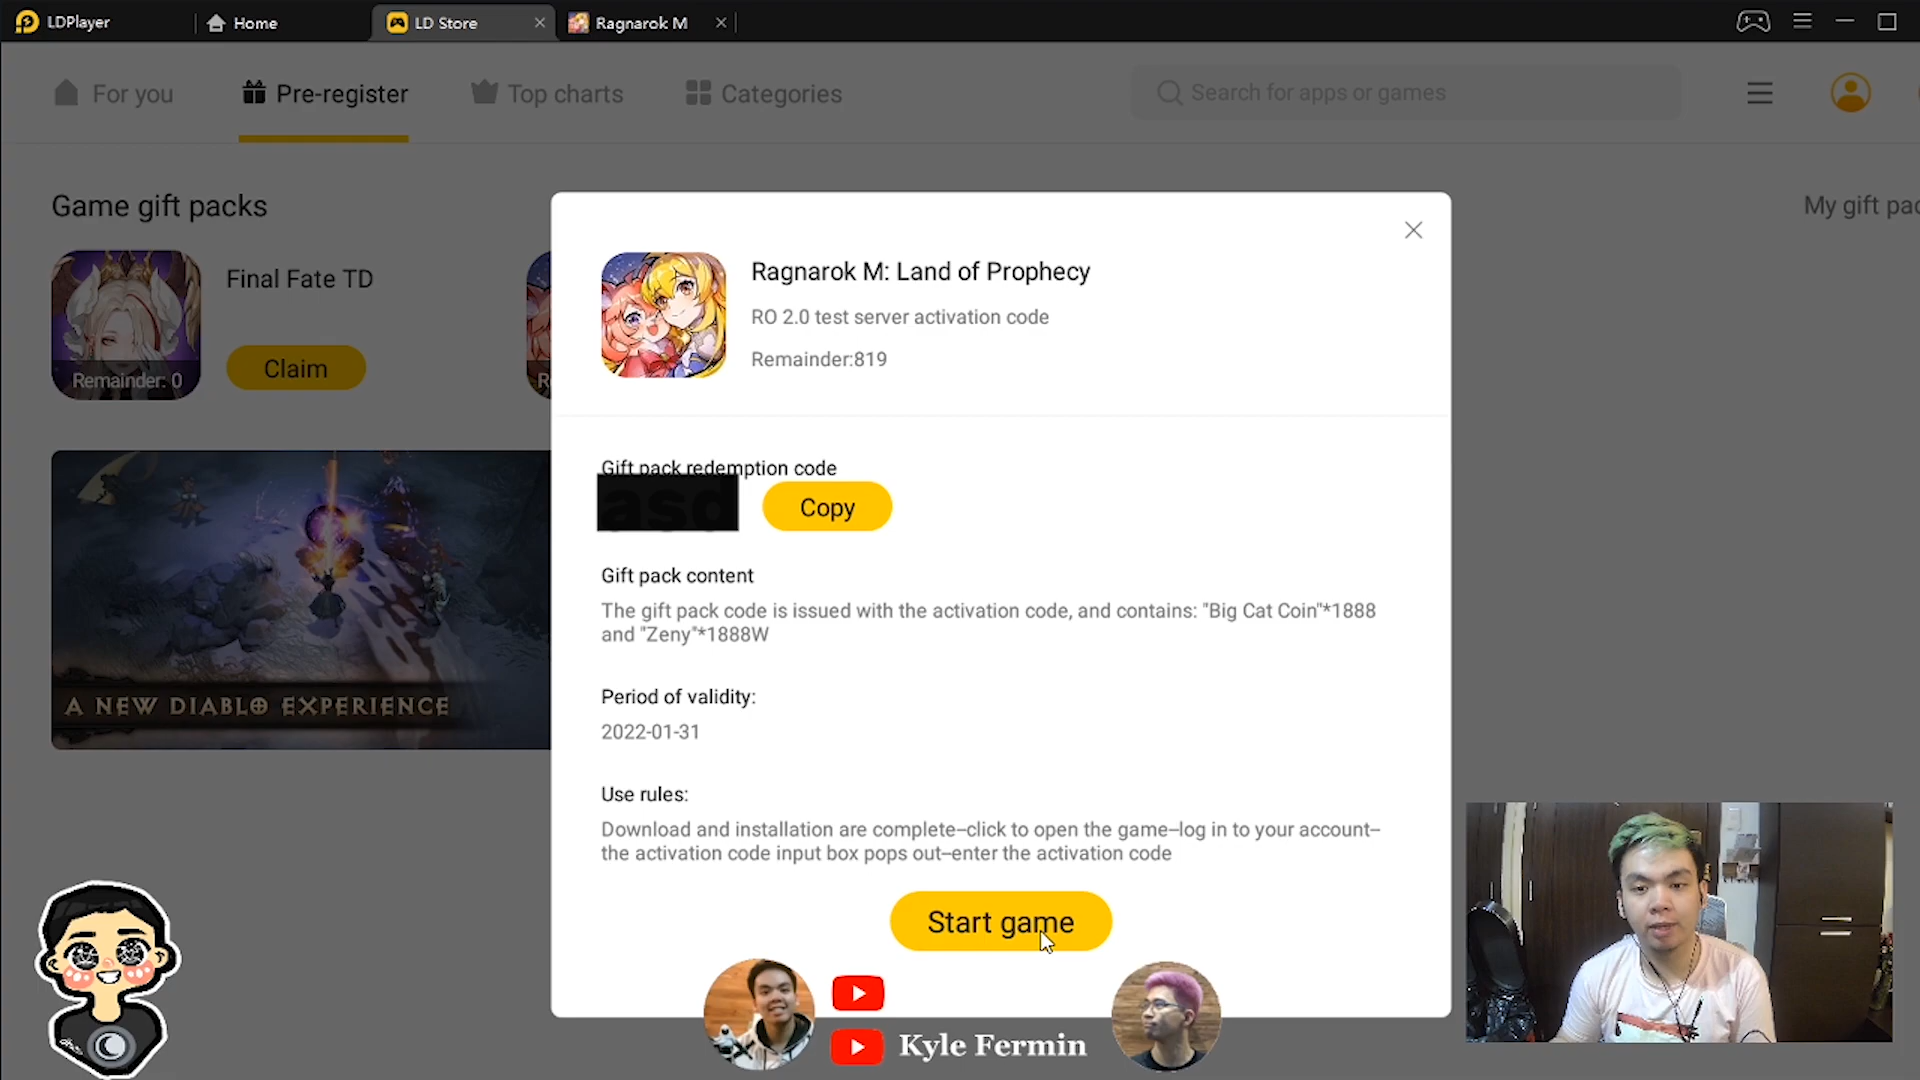 LDPlayer
Home
LD Store
Ragnarok M
For you
Pre-register
Top charts
Categories
Search for apps or games
Game gift packs
My gift pac
Final Fate TD
Claim
Remainder: 0
A NEW DIABLO EXPERIENCE
Ragnarok M: Land of Prophecy
RO 2.0 test server activation code
Remainder:819
Gift pack redemption code
asd
Copy
Gift pack content
The gift pack code is issued with the activation code, and contains: "Big Cat Coin"*1888
and "Zeny"*1888W
Period of validity:
2022-01-31
Use rules:
Download and installation are complete–click to open the game–log in to your account–
the activation code input box pops out–enter the activation code
Start game
Kyle Fermin